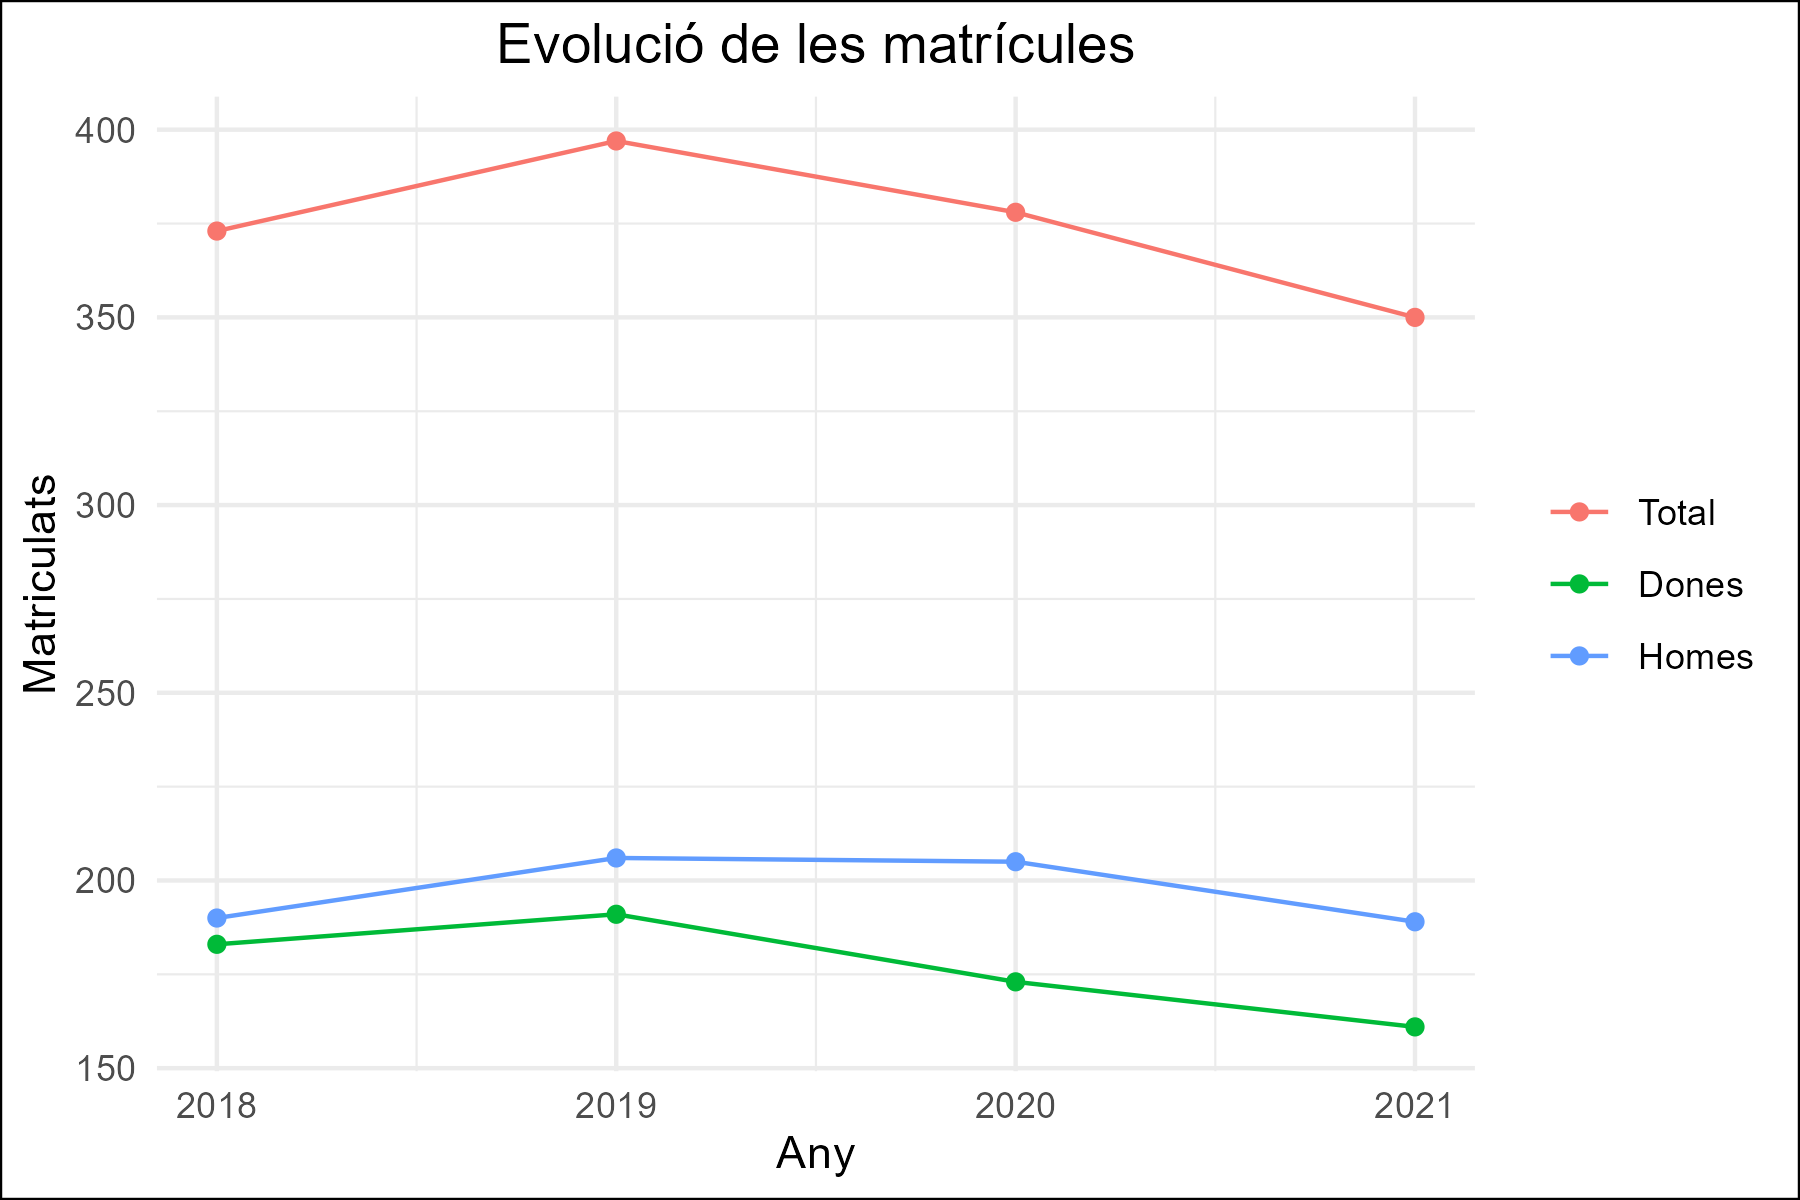 Evolució de les matrícules
400
350
300
250
200
150
Matriculats
2018 2019 2020 2021
Any
Total
Dones
Homes